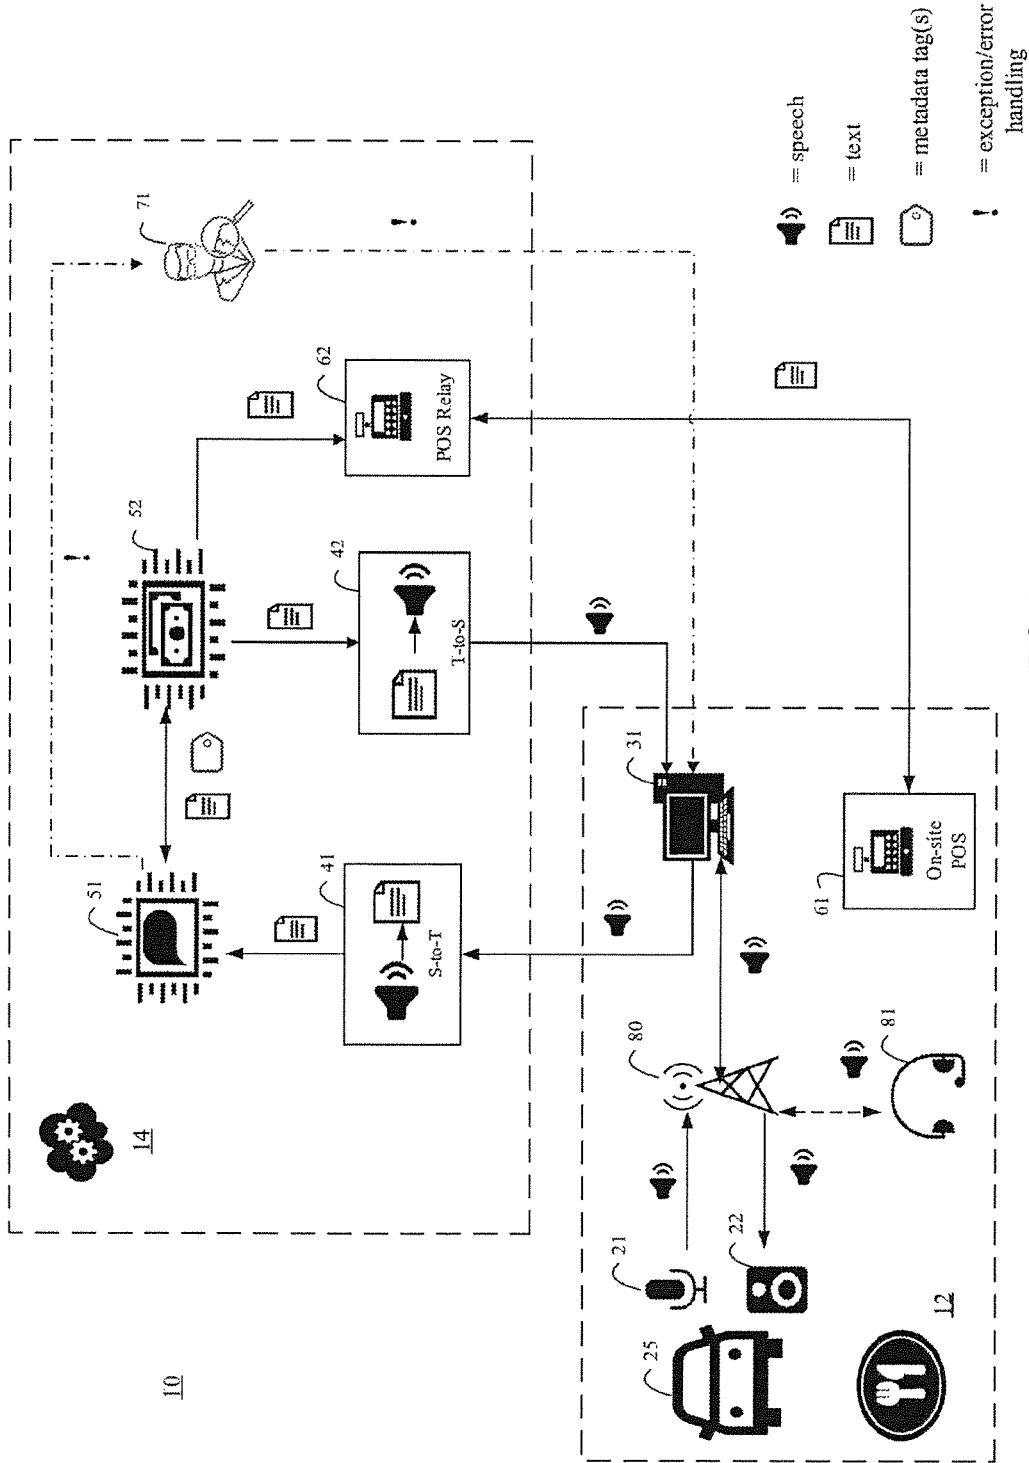 10
14
51
52
71
41
S-to-T
42
T-to-S
62
POS Relay
12
25
21
22
80
81
31
61
On-site
POS
= speech
= text
= metadata tag(s)
! = exception/error
handling
!
!